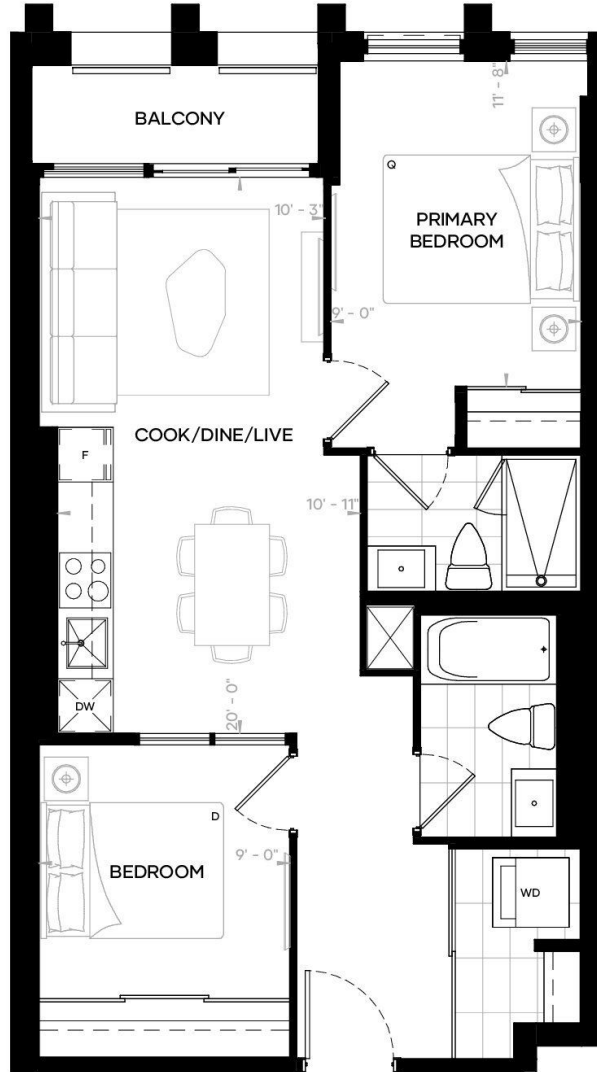 BALCONY
11' - 8"
Q
10' - 3"
PRIMARY
BEDROOM
9' - 0"
COOK/DINE/LIVE
F
10' - 11"
DW
20' - 0"
D
9' - 0"
BEDROOM
WD